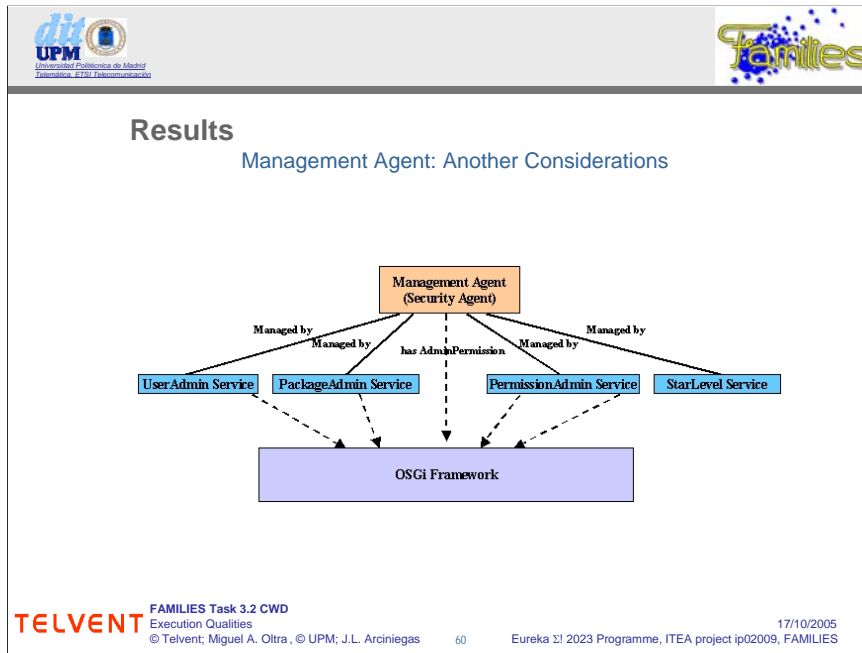 dit
UPM
Universidad Politécnica de Madrid
Telemática, ETSI Telecomunicación
Families
Results
Management Agent: Another Considerations
Management Agent
(Security Agent)
Managed by
Managed by
has AdminPermission
Managed by
Managed by
UserAdmin Service
PackageAdmin Service
PermissionAdmin Service
StarLevel Service
OSGi Framework
TELVENT
FAMILIES Task 3.2 CWD
Execution Qualities
17/10/2005
© Telvent; Miguel A. Oltra , © UPM; J.L. Arciniegas
60
Eureka Σ! 2023 Programme, ITEA project ip02009, FAMILIES